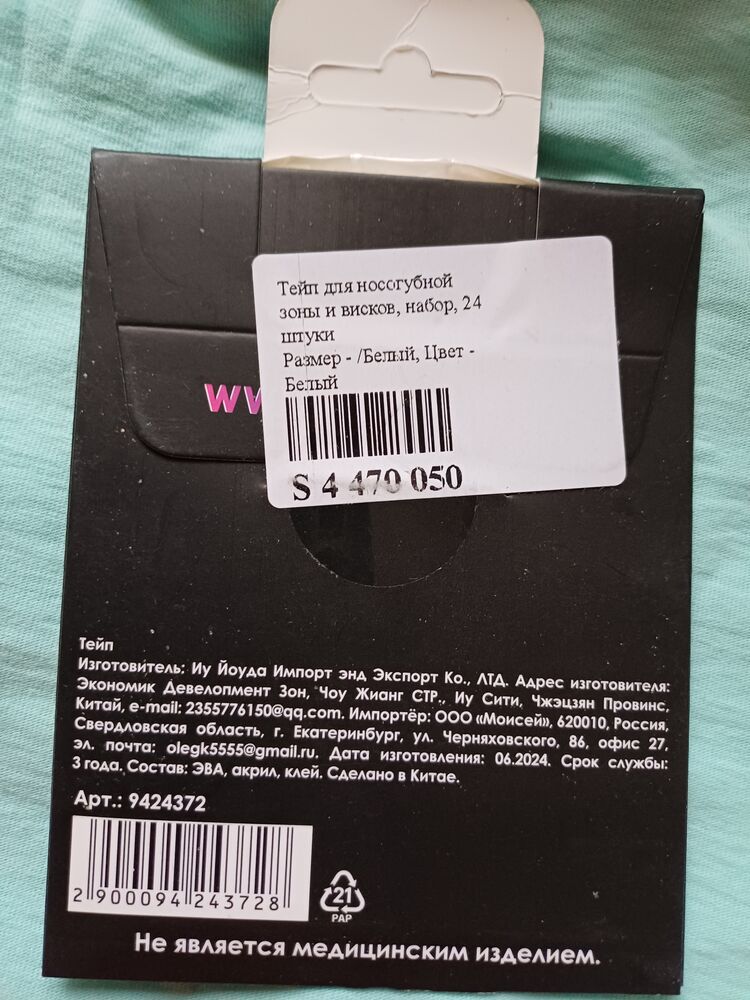 Тейп для носогубной
зоны и висков, набор, 24
штуки
Размер - /Белый, Цвет -
Белый
S 4 470 050
Тейп
Изготовитель: Иу Йоуда Импорт энд Экспорт Ко., ЛТД. Адрес изготовителя:
Экономик Девелопмент Зон, Чоу Жианг СТР., Иу Сити, Чжэцзян Провинс,
Китай, e-mail: 2355776150@qq.com. Импортёр: ООО «Моисей», 620010, Россия,
Свердловская область, г. Екатеринбург, ул. Черняховского, 86, офис 27,
эл. почта: olegk5555@gmail.ru. Дата изготовления: 06.2024. Срок службы:
3 года. Состав: ЭВА, акрил, клей. Сделано в Китае.
Арт.: 9424372
2 900094 243728
21
PAP
Не является медицинским изделием.